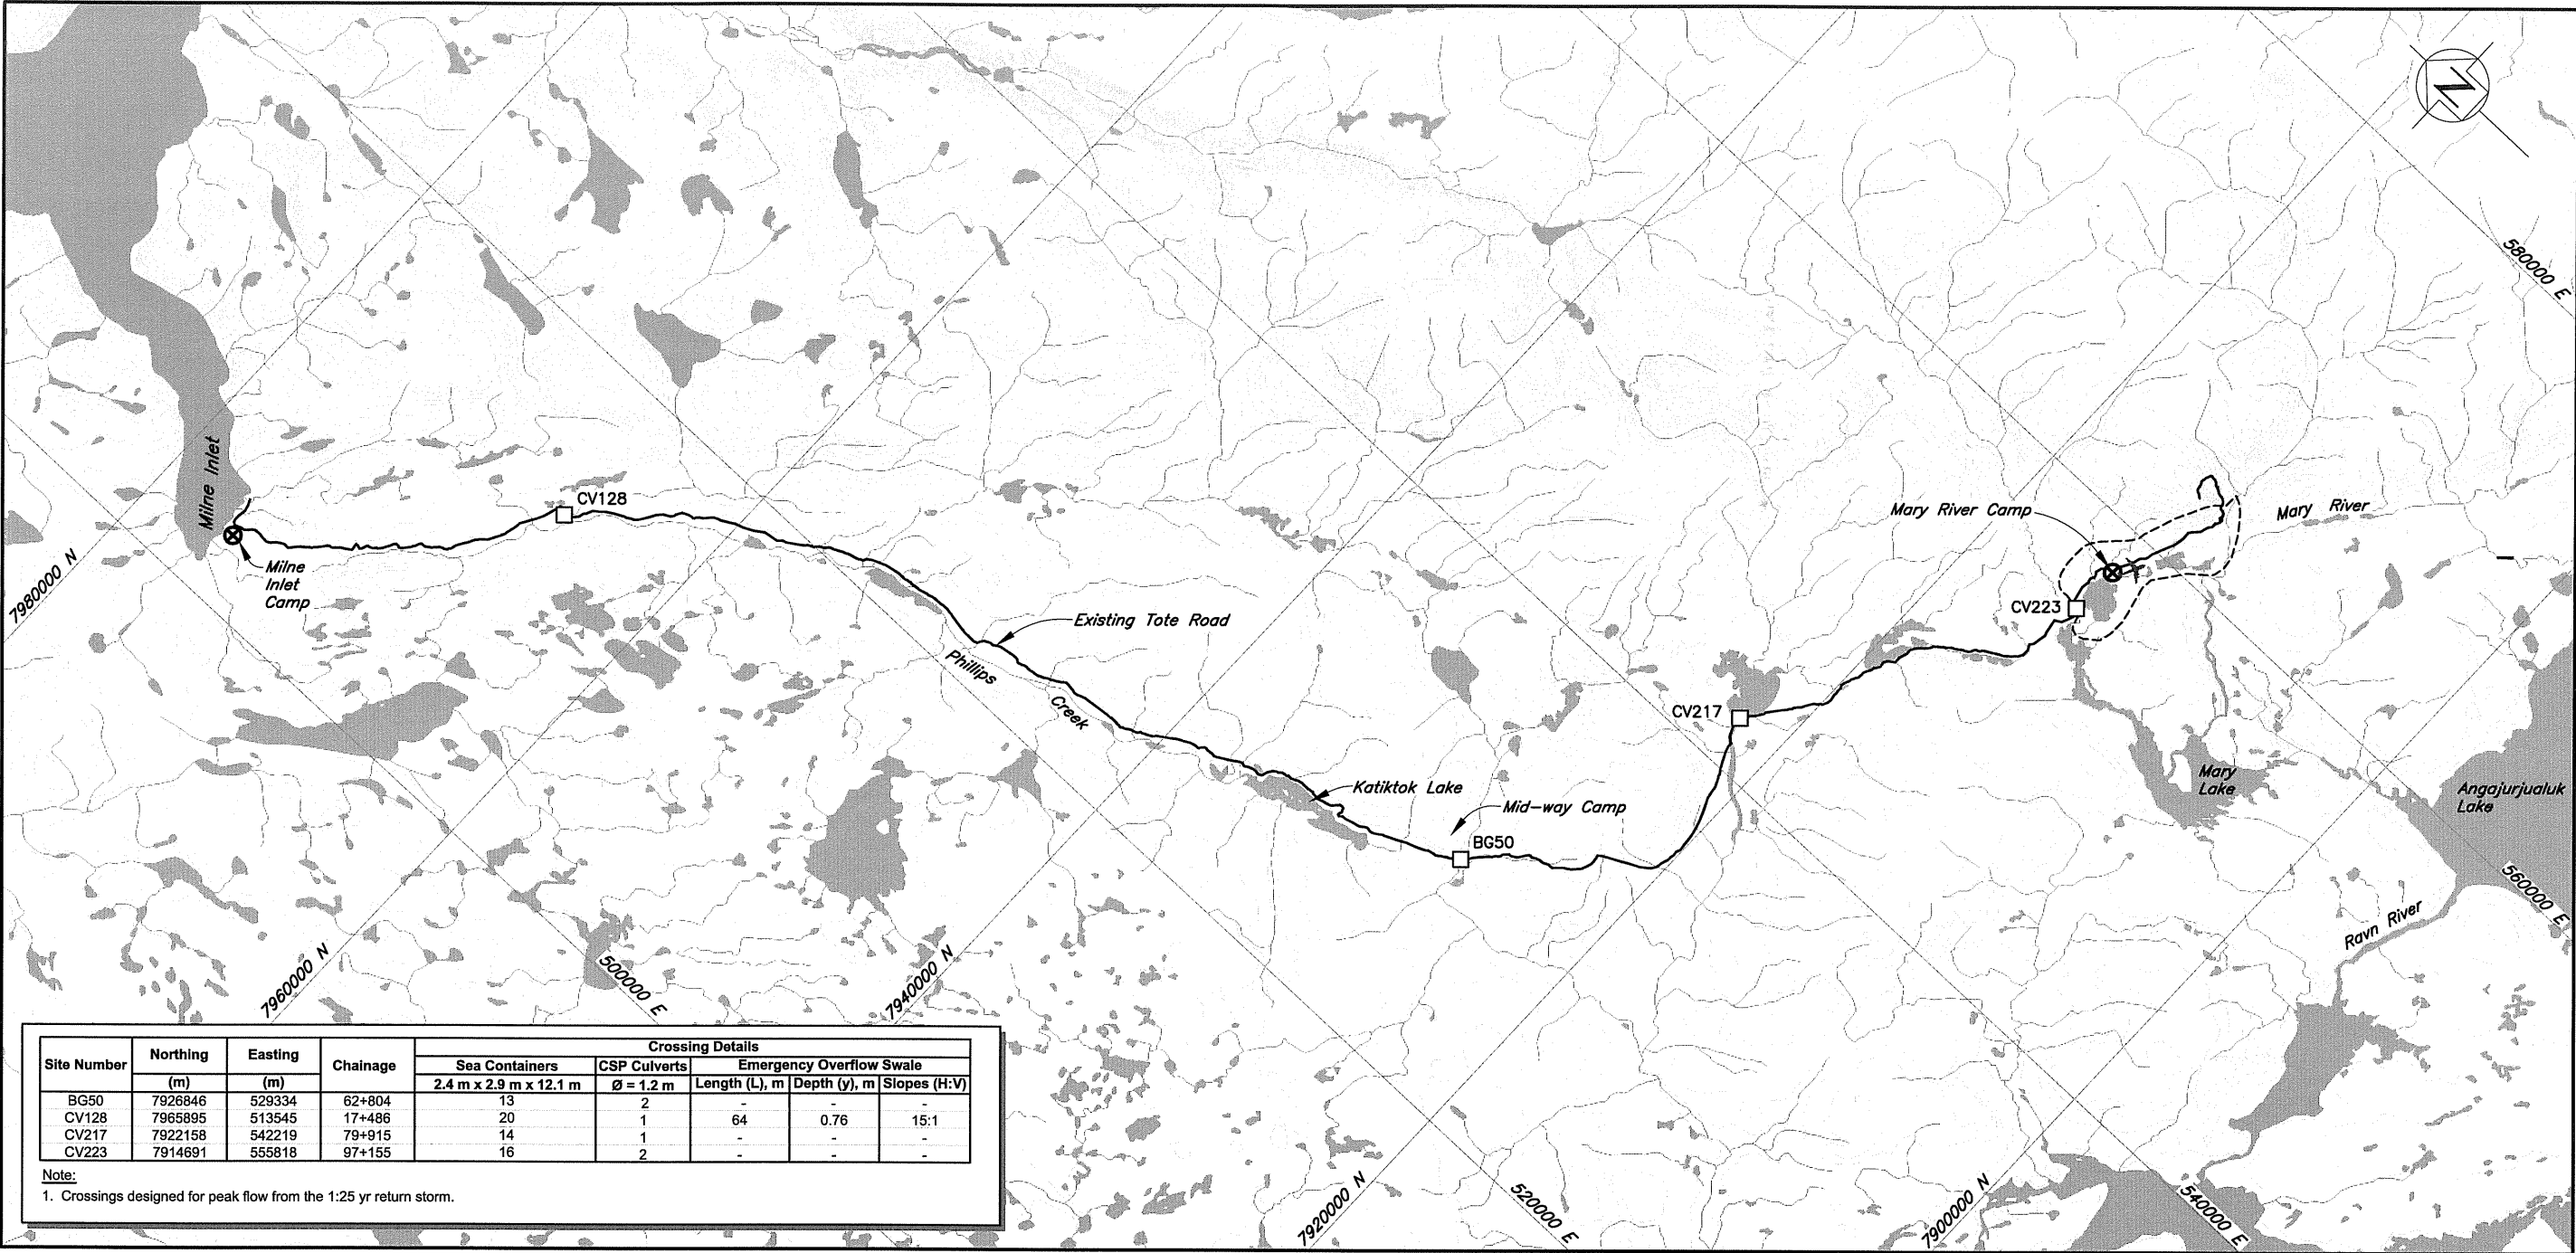 N
580000 E
Milne Inlet
CV128
Mary River Camp
Mary River
7980000 N
Milne
Inlet
Camp
CV223
Existing Tote Road
Phillips
Creek
CV217
Katiktok Lake
Mid-way Camp
Mary
Lake
Angajurjualuk
Lake
BG50
560000 E
Ravn River
7960000 N
500000 E
7940000 N
7920000 N
520000 E
7900000 N
540000 E
Site Number Northing Easting Chainage Crossing Details
Sea Containers CSP Culverts Emergency Overflow Swale
(m) (m) 2.4 m x 2.9 m x 12.1 m Ø = 1.2 m Length (L), m Depth (y), m Slopes (H:V)
BG50 7926846 529334 62+804 13 2 - - -
CV128 7965895 513545 17+486 20 1 64 0.76 15:1
CV217 7922158 542219 79+915 14 1 - - -
CV223 7914691 555818 97+155 16 2 - - -
Note:
1. Crossings designed for peak flow from the 1:25 yr return storm.